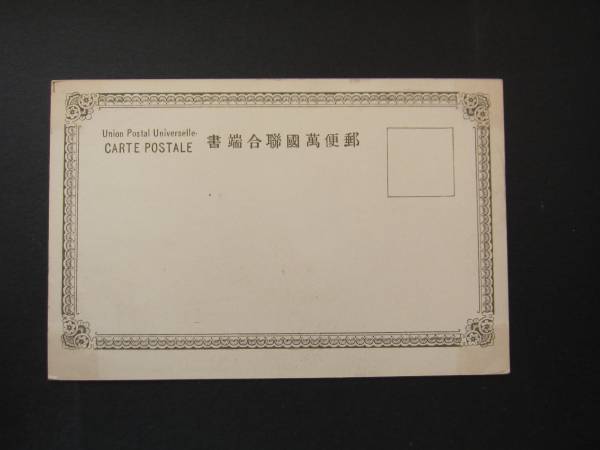 Union Postal Universelle.
CARTE POSTALE
郵便萬國聯合端書